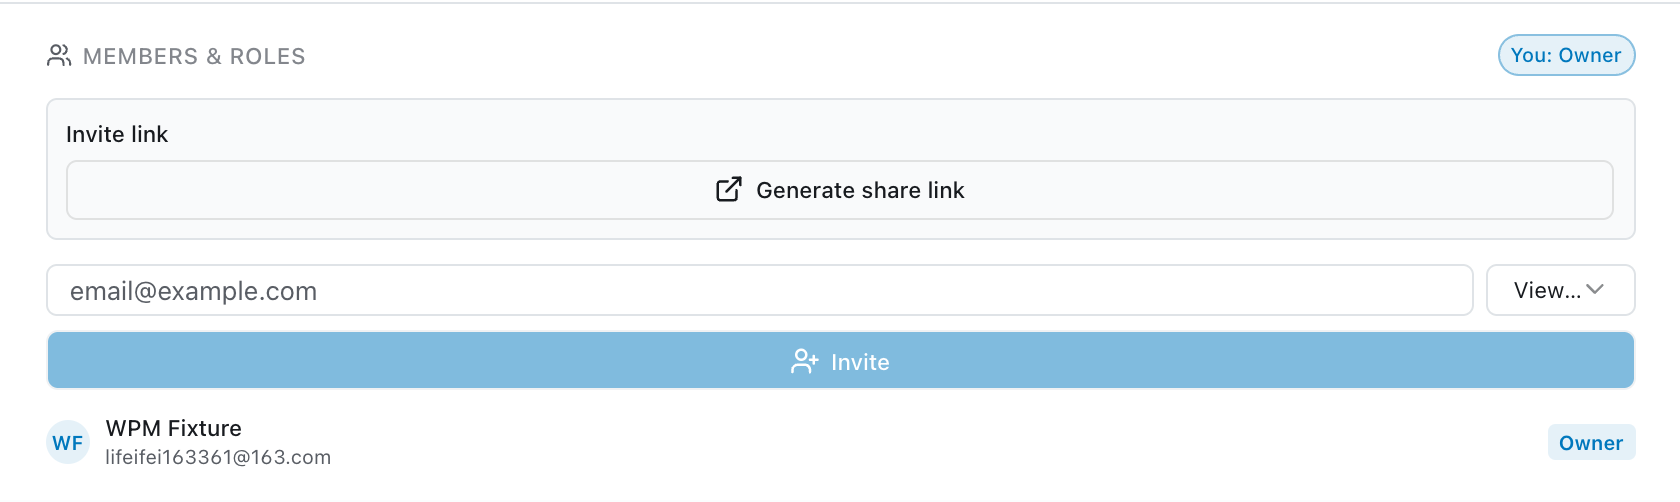 MEMBERS & ROLES
You: Owner
Invite link
Generate share link
email@example.com
View...
Invite
WF
WPM Fixture
lifeifei163361@163.com
Owner